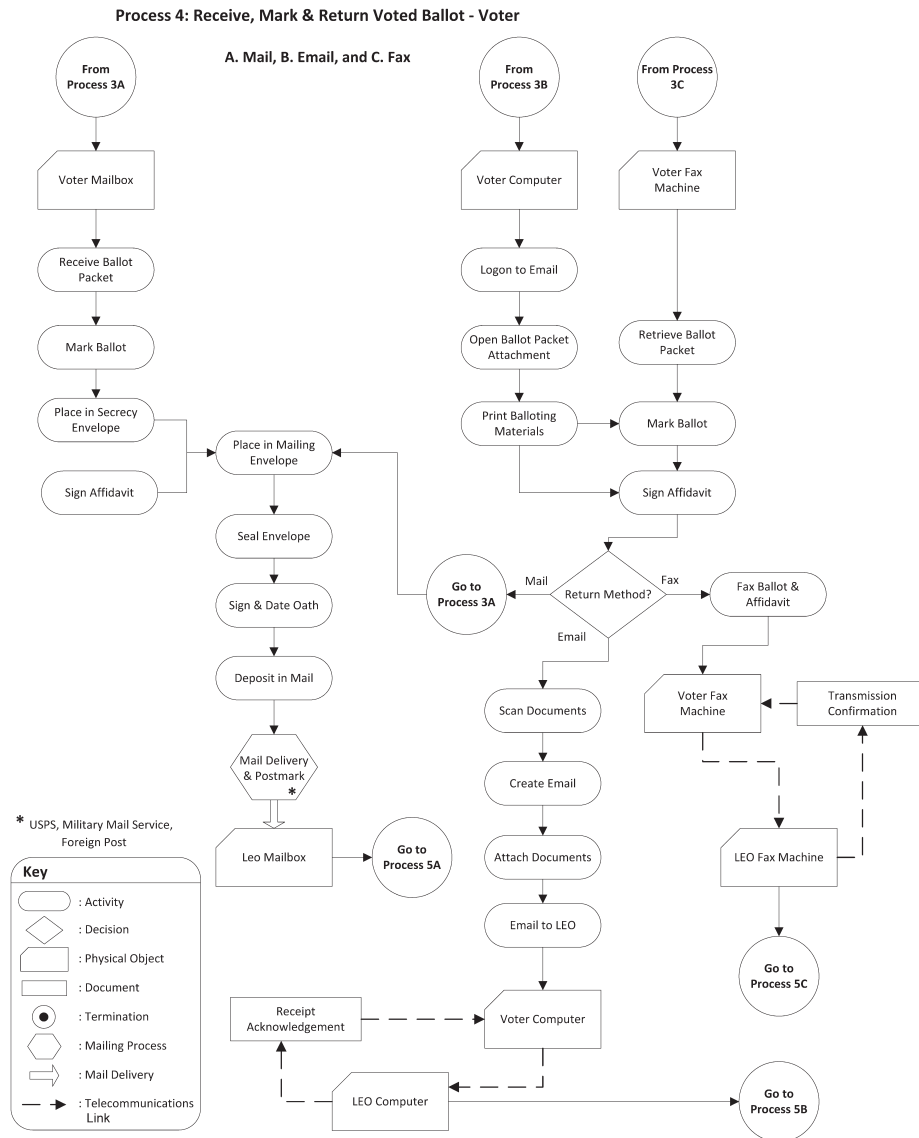 Process 4: Receive, Mark & Return Voted Ballot - Voter
A. Mail, B. Email, and C. Fax
From
Process 3A
Voter Mailbox
Receive Ballot
Packet
Mark Ballot
Place in Secrecy
Envelope
Sign Affidavit
Place in Mailing
Envelope
Seal Envelope
Sign & Date Oath
Deposit in Mail
Mail Delivery
& Postmark
*
Leo Mailbox
Go to
Process 5A
From
Process 3B
Voter Computer
Logon to Email
Open Ballot Packet
Attachment
Print Balloting
Materials
From Process
3C
Voter Fax
Machine
Retrieve Ballot
Packet
Mark Ballot
Sign Affidavit
Return Method?
Mail
Fax
Email
Go to
Process 3A
Fax Ballot &
Affidavit
Voter Fax
Machine
Transmission
Confirmation
LEO Fax Machine
Go to
Process 5C
Scan Documents
Create Email
Attach Documents
Email to LEO
Voter Computer
Receipt
Acknowledgement
LEO Computer
Go to
Process 5B
* USPS, Military Mail Service,
Foreign Post
Key
: Activity
: Decision
: Physical Object
: Document
: Termination
: Mailing Process
: Mail Delivery
: Telecommunications
Link